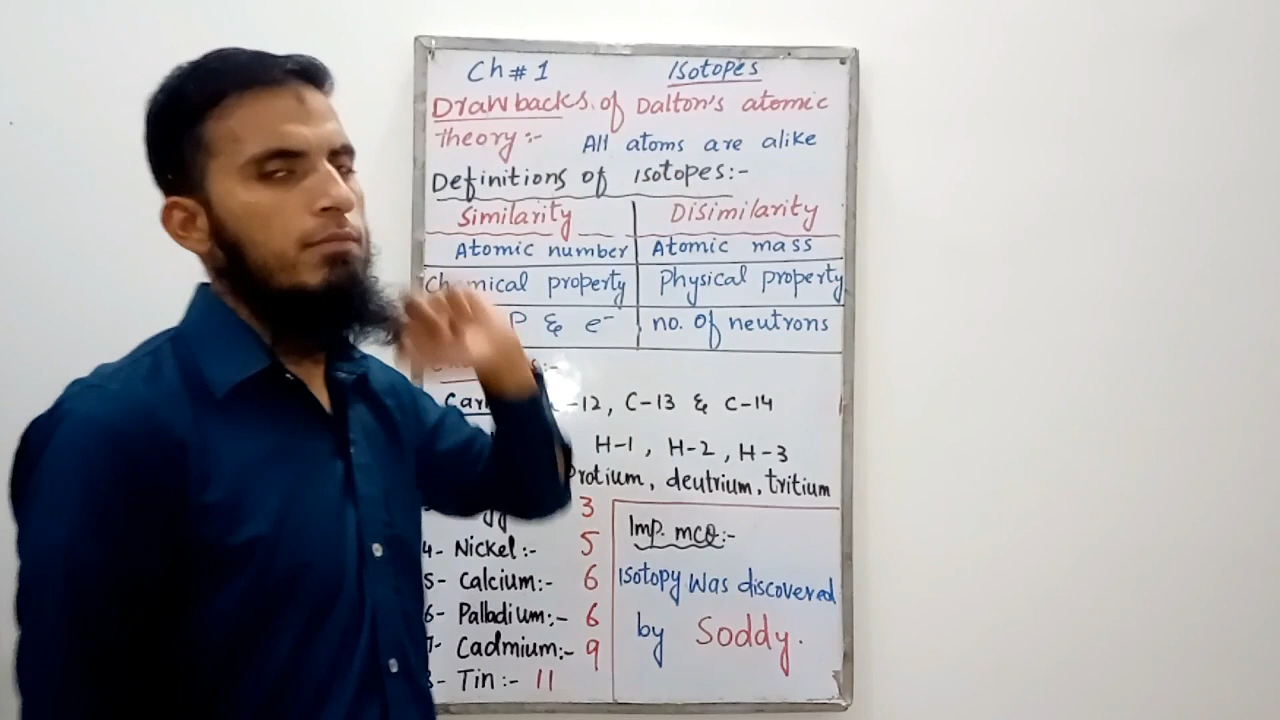 Ch # 1 Isotopes
Drawbacks of Dalton's atomic
Theory:- All atoms are alike
Definitions of isotopes:-
Similarity Disimilarity
Atomic number Atomic mass
Chemical property Physical property
P & e⁻ no. of neutrons
-12, C-13 & C-14
H-1, H-2, H-3
Protium, deutrium, tritium
3
4- Nickel:- 5
5- Calcium:- 6
6- Palladium:- 6
7- Cadmium:- 9
8- Tin:- 11
Imp. MCQ:-
Isotopy was discovered
by Soddy.